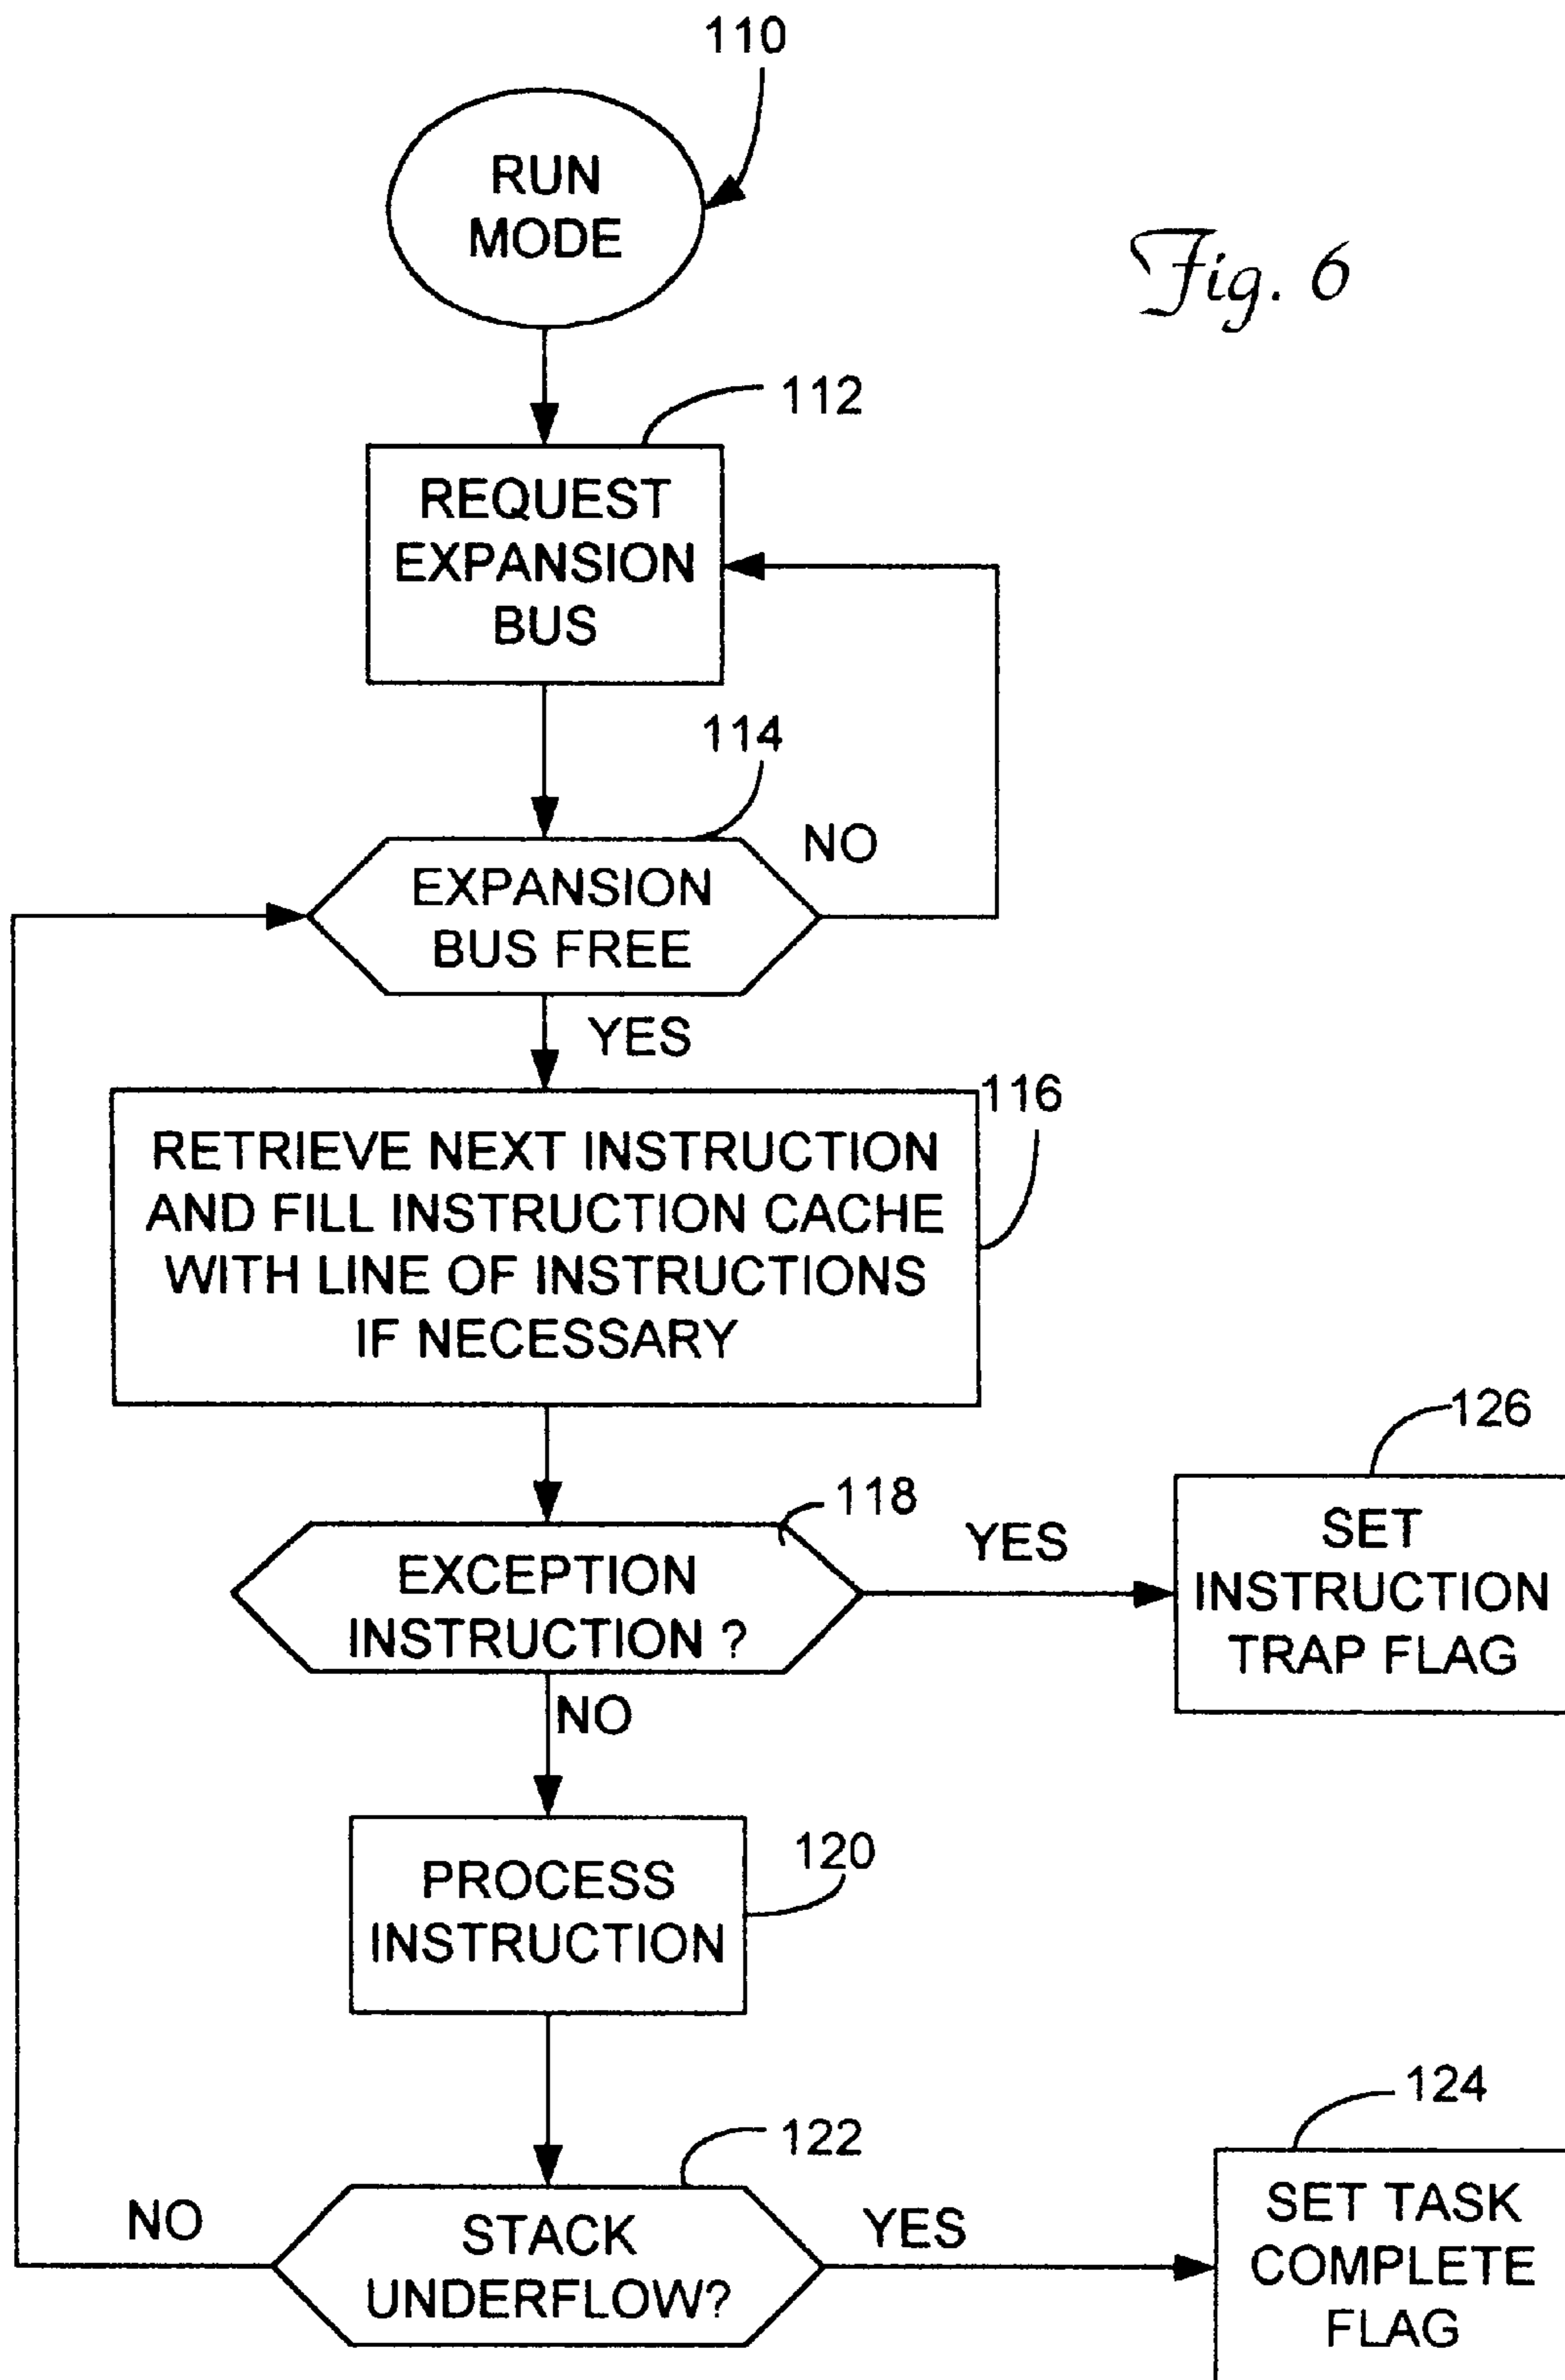 110
RUN
MODE
Fig. 6
112
REQUEST
EXPANSION
BUS
114
NO
EXPANSION
BUS FREE
YES
116
RETRIEVE NEXT INSTRUCTION
AND FILL INSTRUCTION CACHE
WITH LINE OF INSTRUCTIONS
IF NECESSARY
126
118
YES
SET
INSTRUCTION
TRAP FLAG
EXCEPTION
INSTRUCTION ?
NO
120
PROCESS
INSTRUCTION
124
122
NO
STACK
UNDERFLOW?
YES
SET TASK
COMPLETE
FLAG